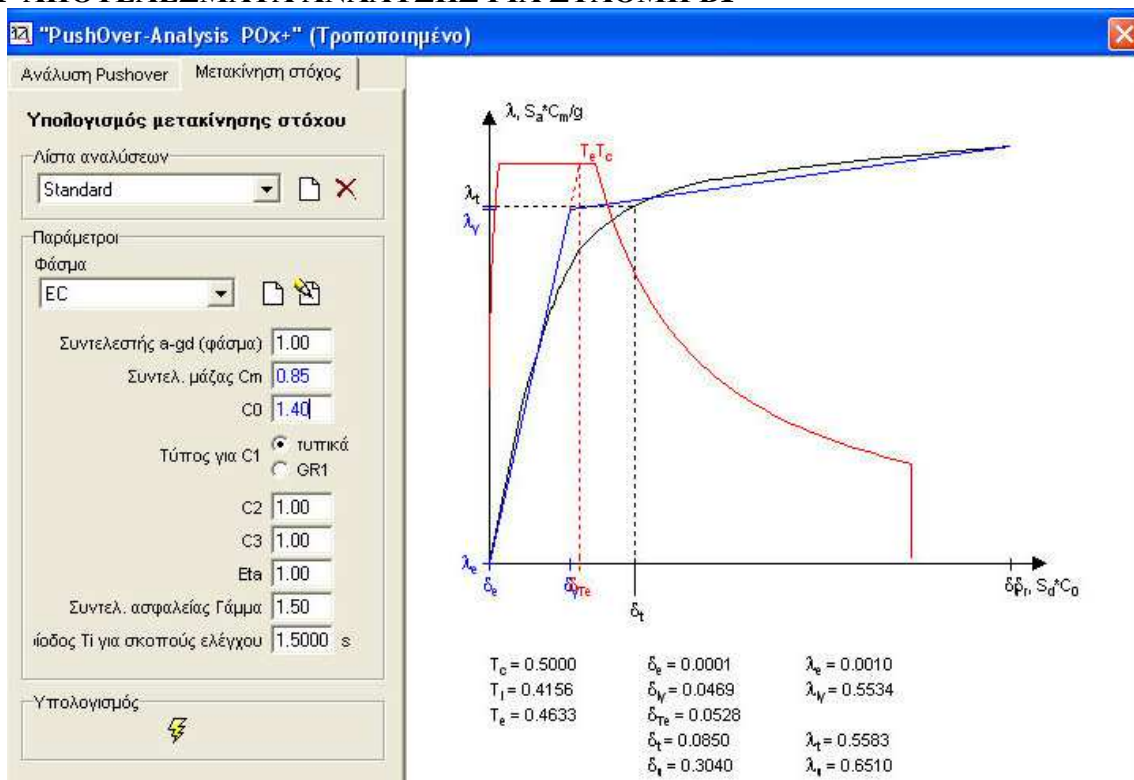 "PushOver-Analysis POx+" (Τροποποιημένο)
Ανάλυση Pushover
Μετακίνηση στόχος
Υπολογισμός μετακίνησης στόχου
Λίστα αναλύσεων
Standard
Παράμετροι
Φάσμα
EC
Συντελεστής a-gd (φάσμα) 1.00
Συντελ. μάζας Cm 0.85
C0 1.40
Τύπος για C1 τυπικά
GR1
C2 1.00
C3 1.00
Eta 1.00
Συντελ. ασφαλείας Γάμμα 1.50
ίοδος Ti για σκοπούς ελέγχου 1.5000 s
Υπολογισμός
λ, Sa*Cm/g
TeTc
λt
λy
λe
δe
δTe
δt
Sd*C0
Tc = 0.5000 δe = 0.0001 λe = 0.0010
Ti = 0.4156 δy = 0.0469 λy = 0.5534
Te = 0.4633 δTe = 0.0528
δt = 0.0850 λt = 0.5583
= 0.3040 = 0.6510